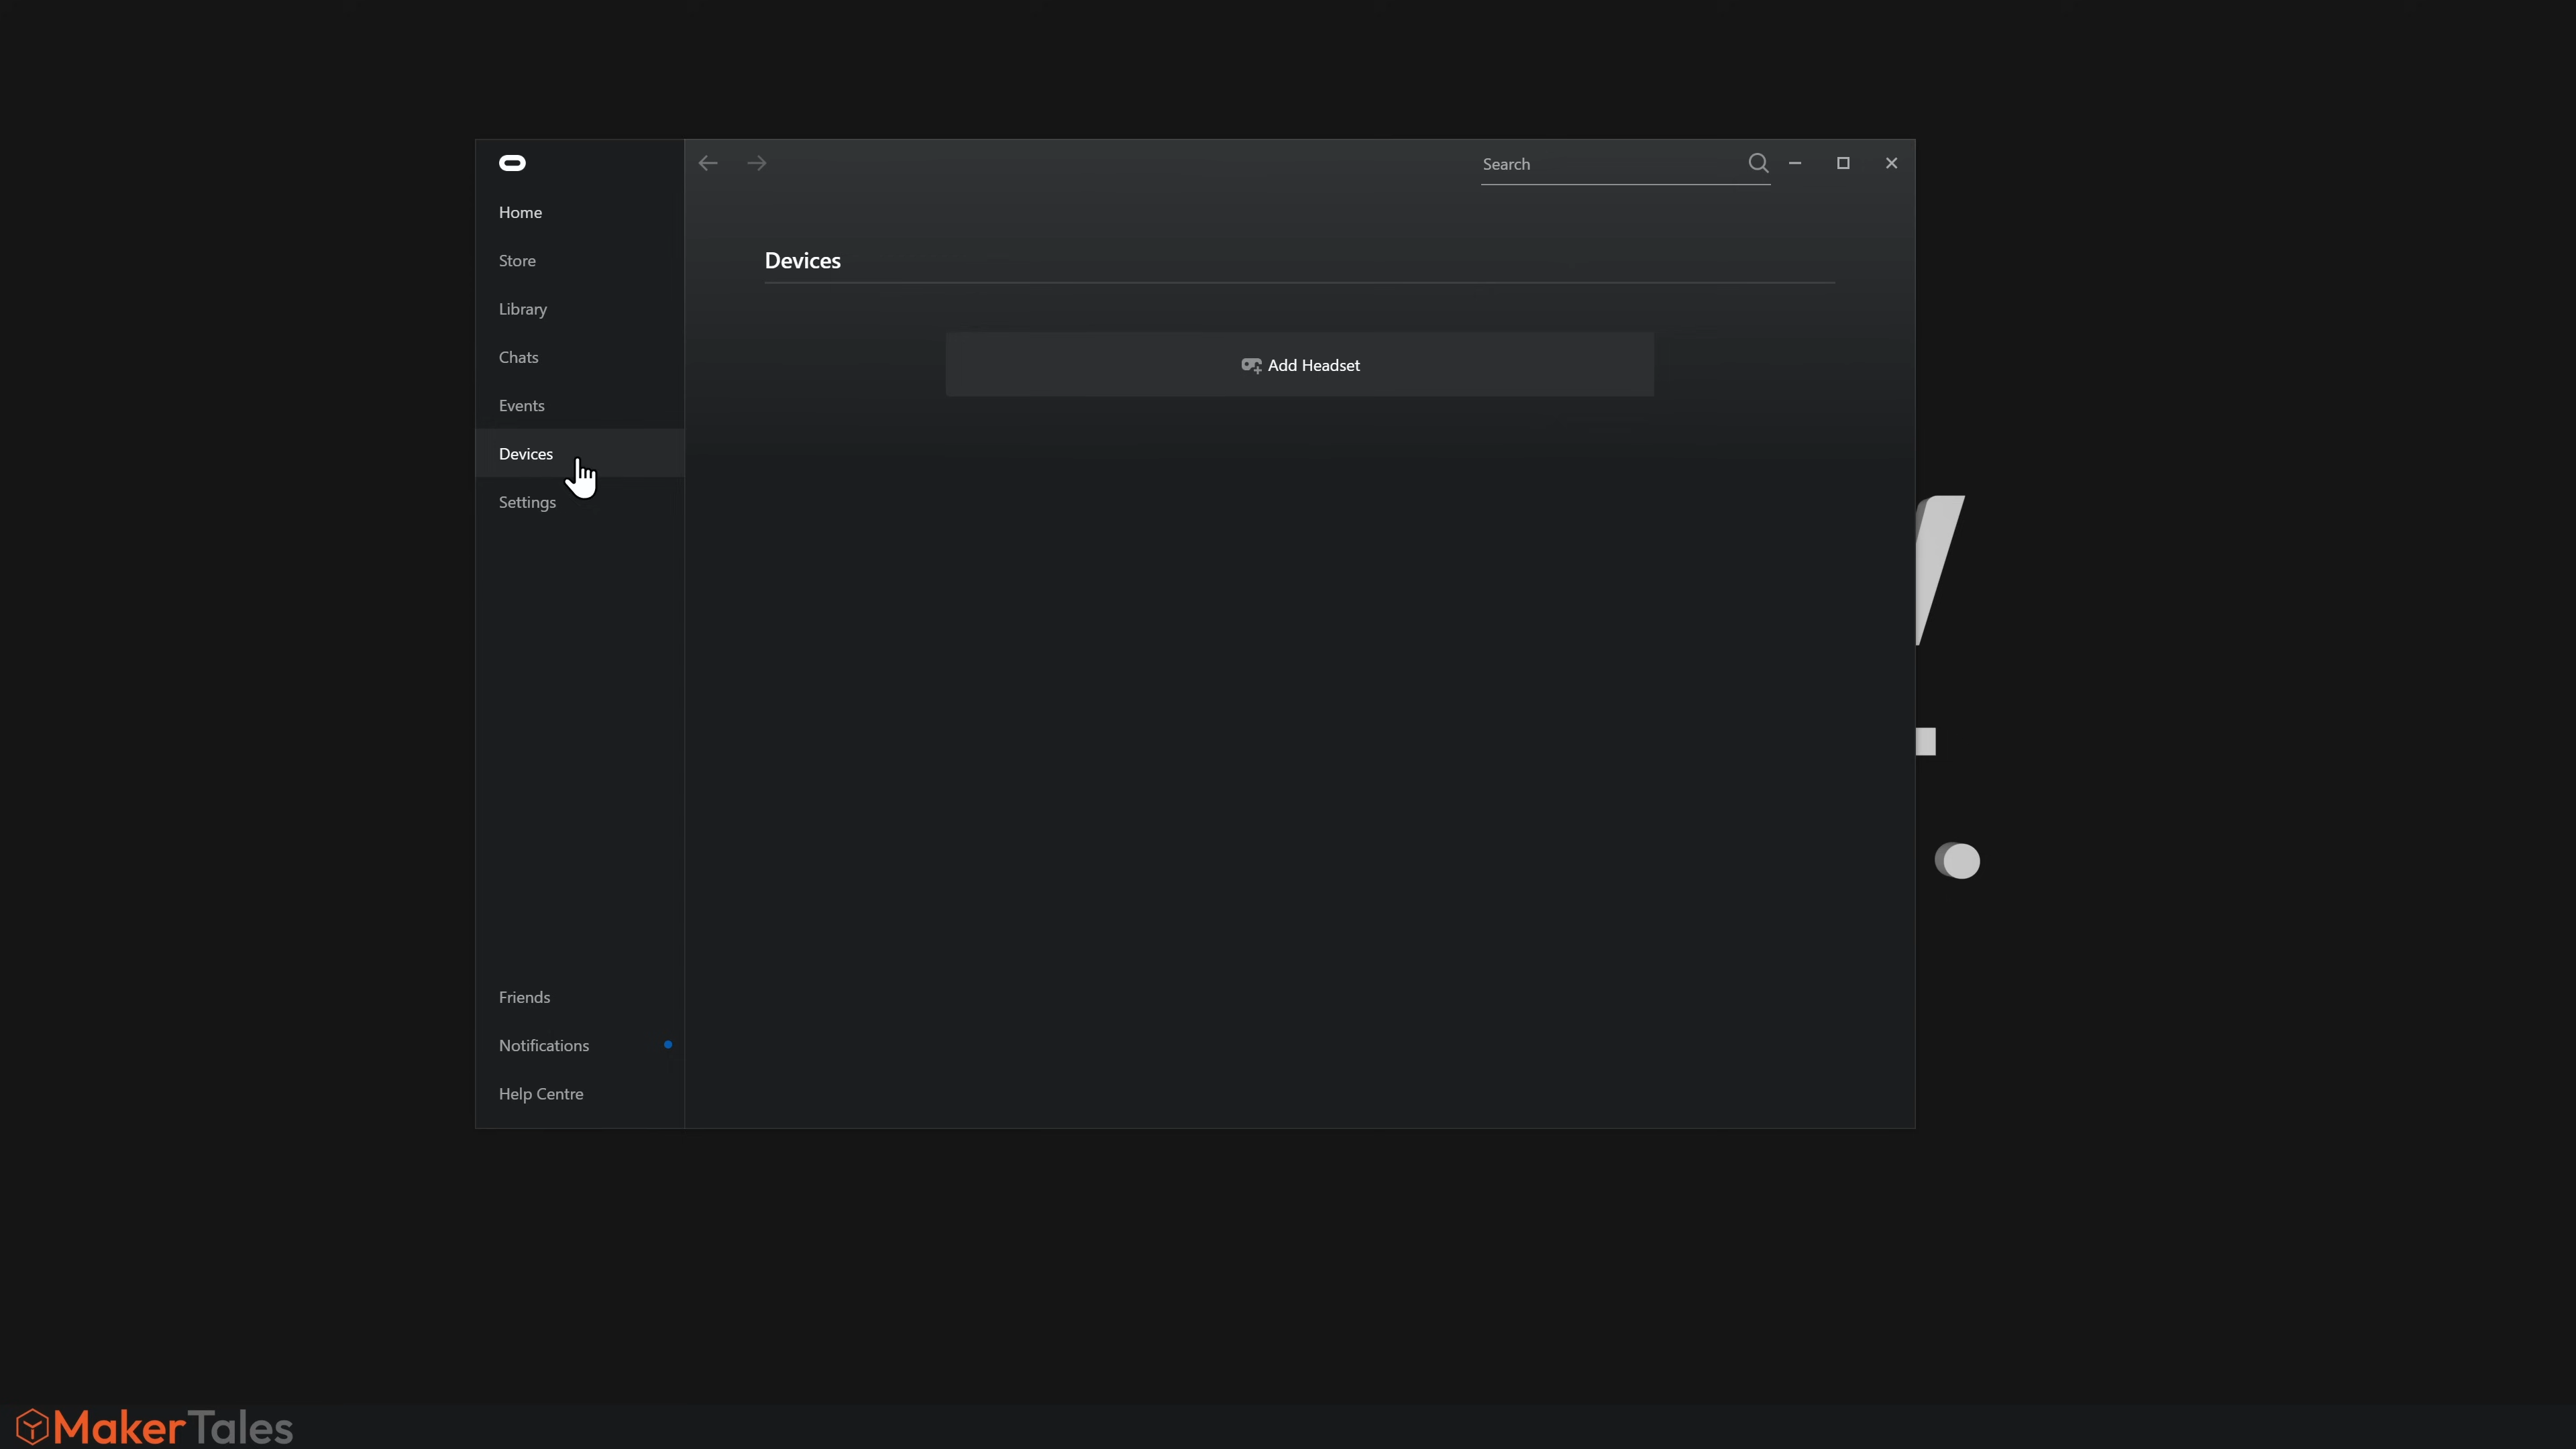 Search
Home
Store
Library
Chats
Events
Devices
Settings
Devices
Add Headset
Friends
Notifications
Help Centre
MakerTales